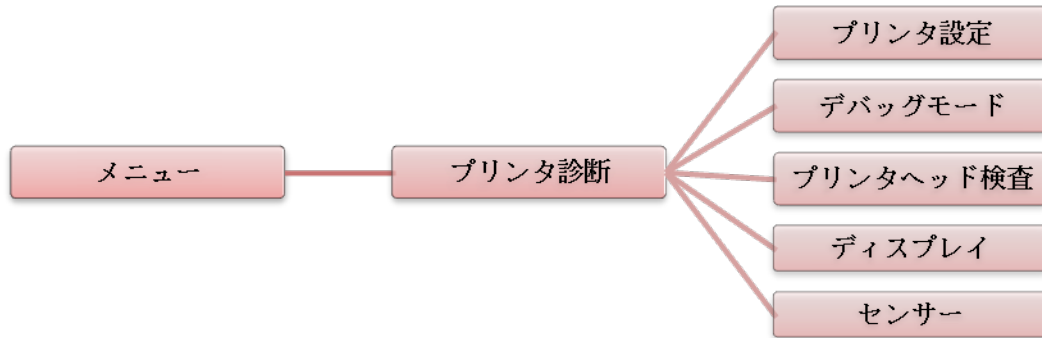 メニュー
プリンタ診断
プリンタ設定
デバッグモード
プリンタヘッド検査
ディスプレイ
センサー